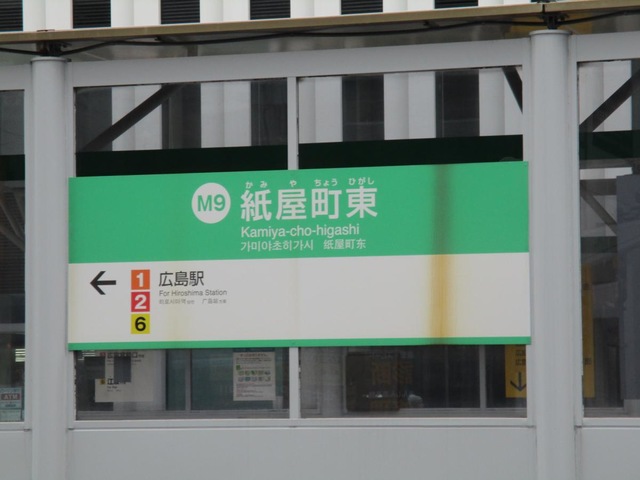 かみ や ちょう ひがし
M9 紙屋町東
Kamiya-cho-higashi
가미야초히가시 纸屋町东
← 1 広島駅
2 For Hiroshima Station
6